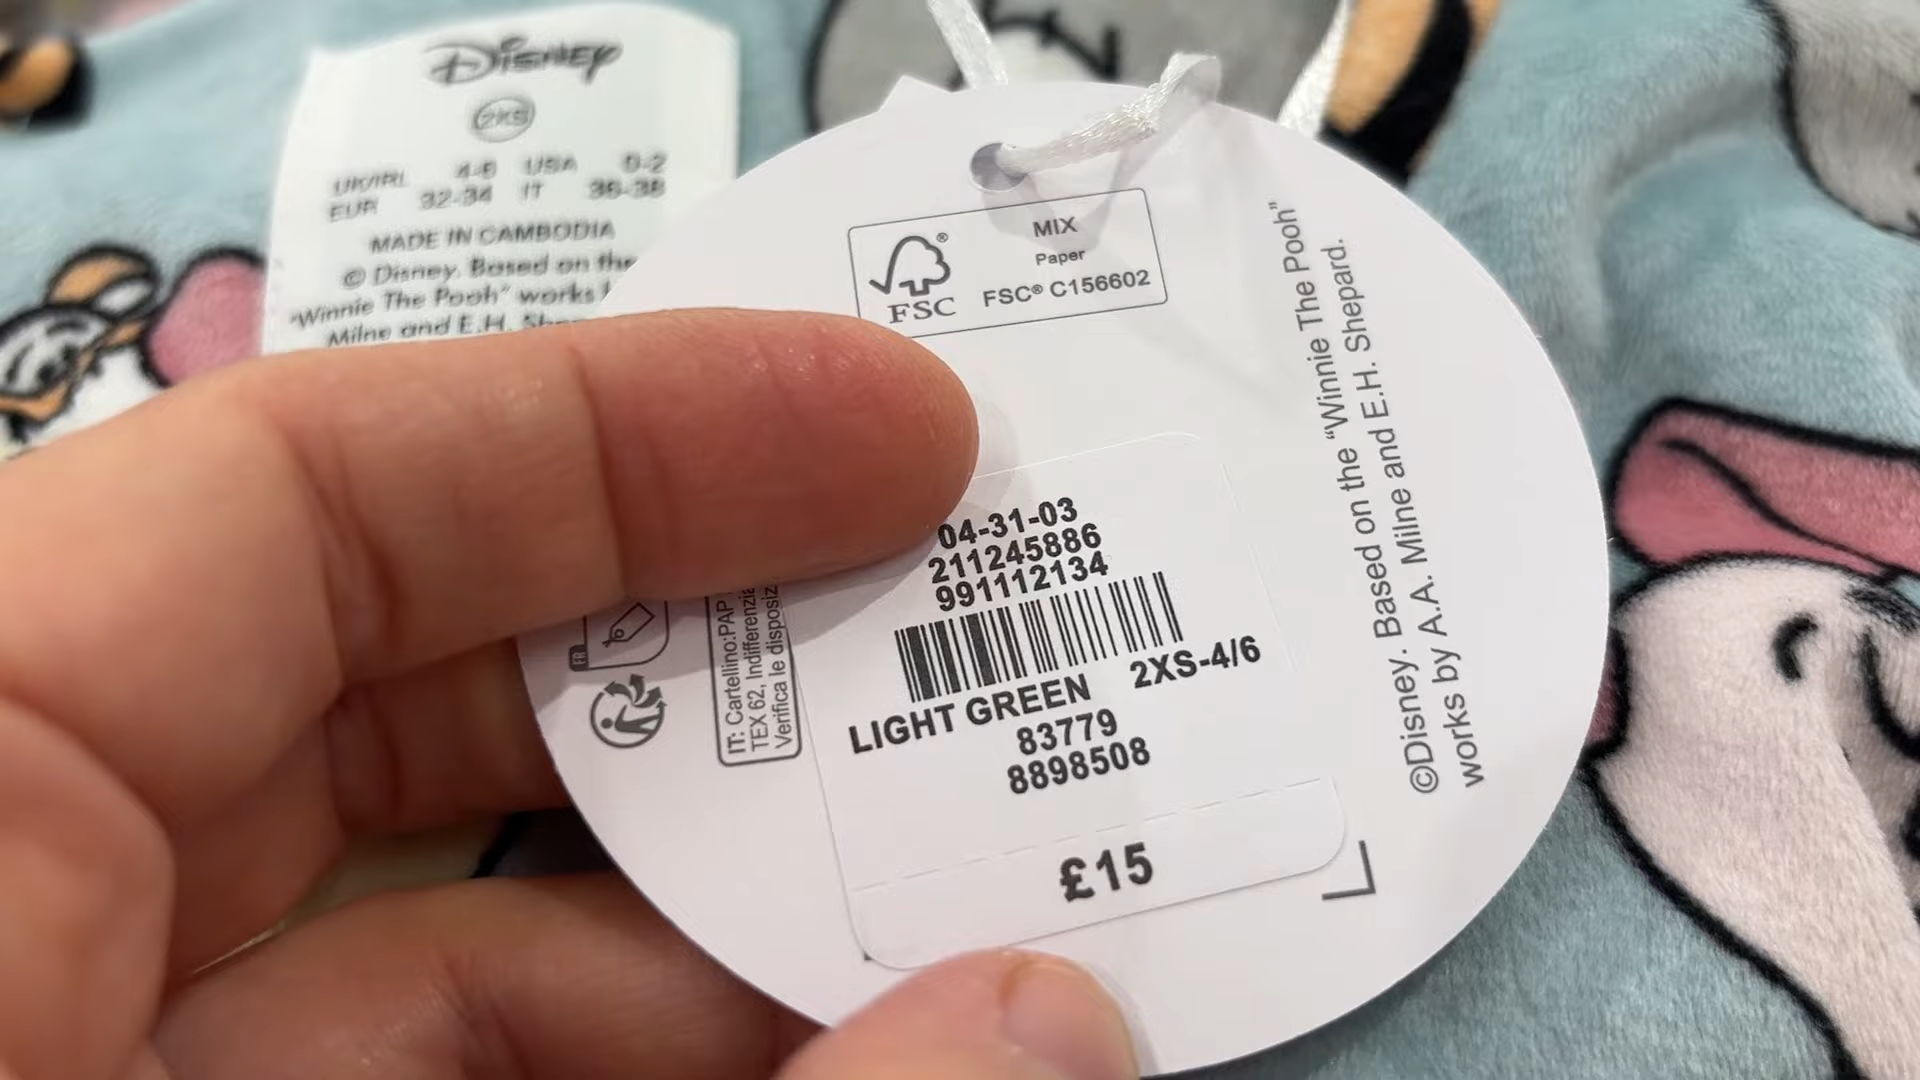 Disney
2XS
UK/IRL 4-6 USA 0-2
EUR 32-34 IT 36-38
MADE IN CAMBODIA
© Disney. Based on the
"Winnie The Pooh" works
Milne and E.H.
MIX
Paper
FSC® C156602
FSC
04-31-03
211245886
991112134
LIGHT GREEN 2XS-4/6
83779
8898508
£15
FR
IT: Cartellino:PAP
TEX 62, Indifferenzia
Verifica le disposiz
©Disney. Based on the "Winnie The Pooh"
works by A.A. Milne and E.H. Shepard.